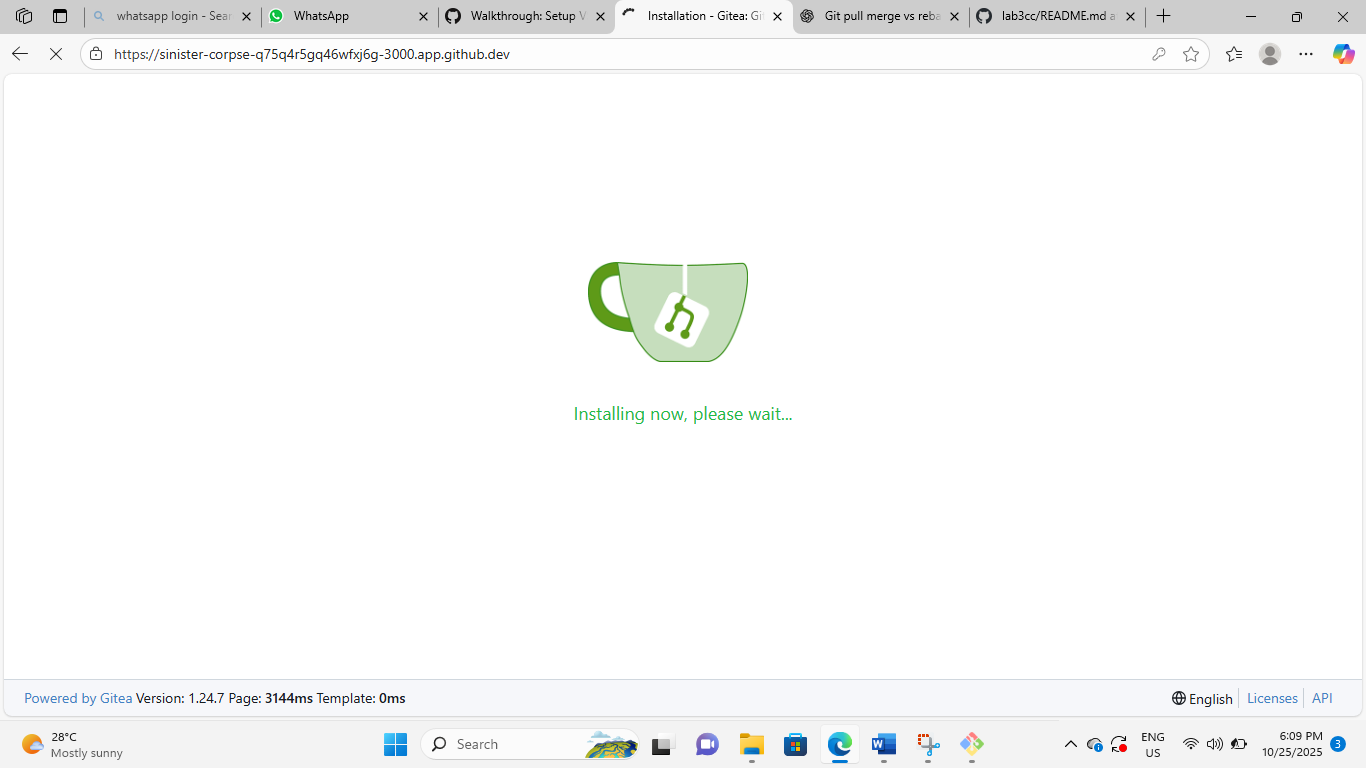 whatsapp login - Sear
WhatsApp
Walkthrough: Setup V
Installation - Gitea: Git
Git pull merge vs reba
lab3cc/README.md a
https://sinister-corpse-q75q4r5gq46wfxj6g-3000.app.github.dev
Installing now, please wait...
Powered by Gitea Version: 1.24.7 Page: 3144ms Template: 0ms
English Licenses API
28°C
Mostly sunny
Search
ENG
US
6:09 PM
10/25/2025
3